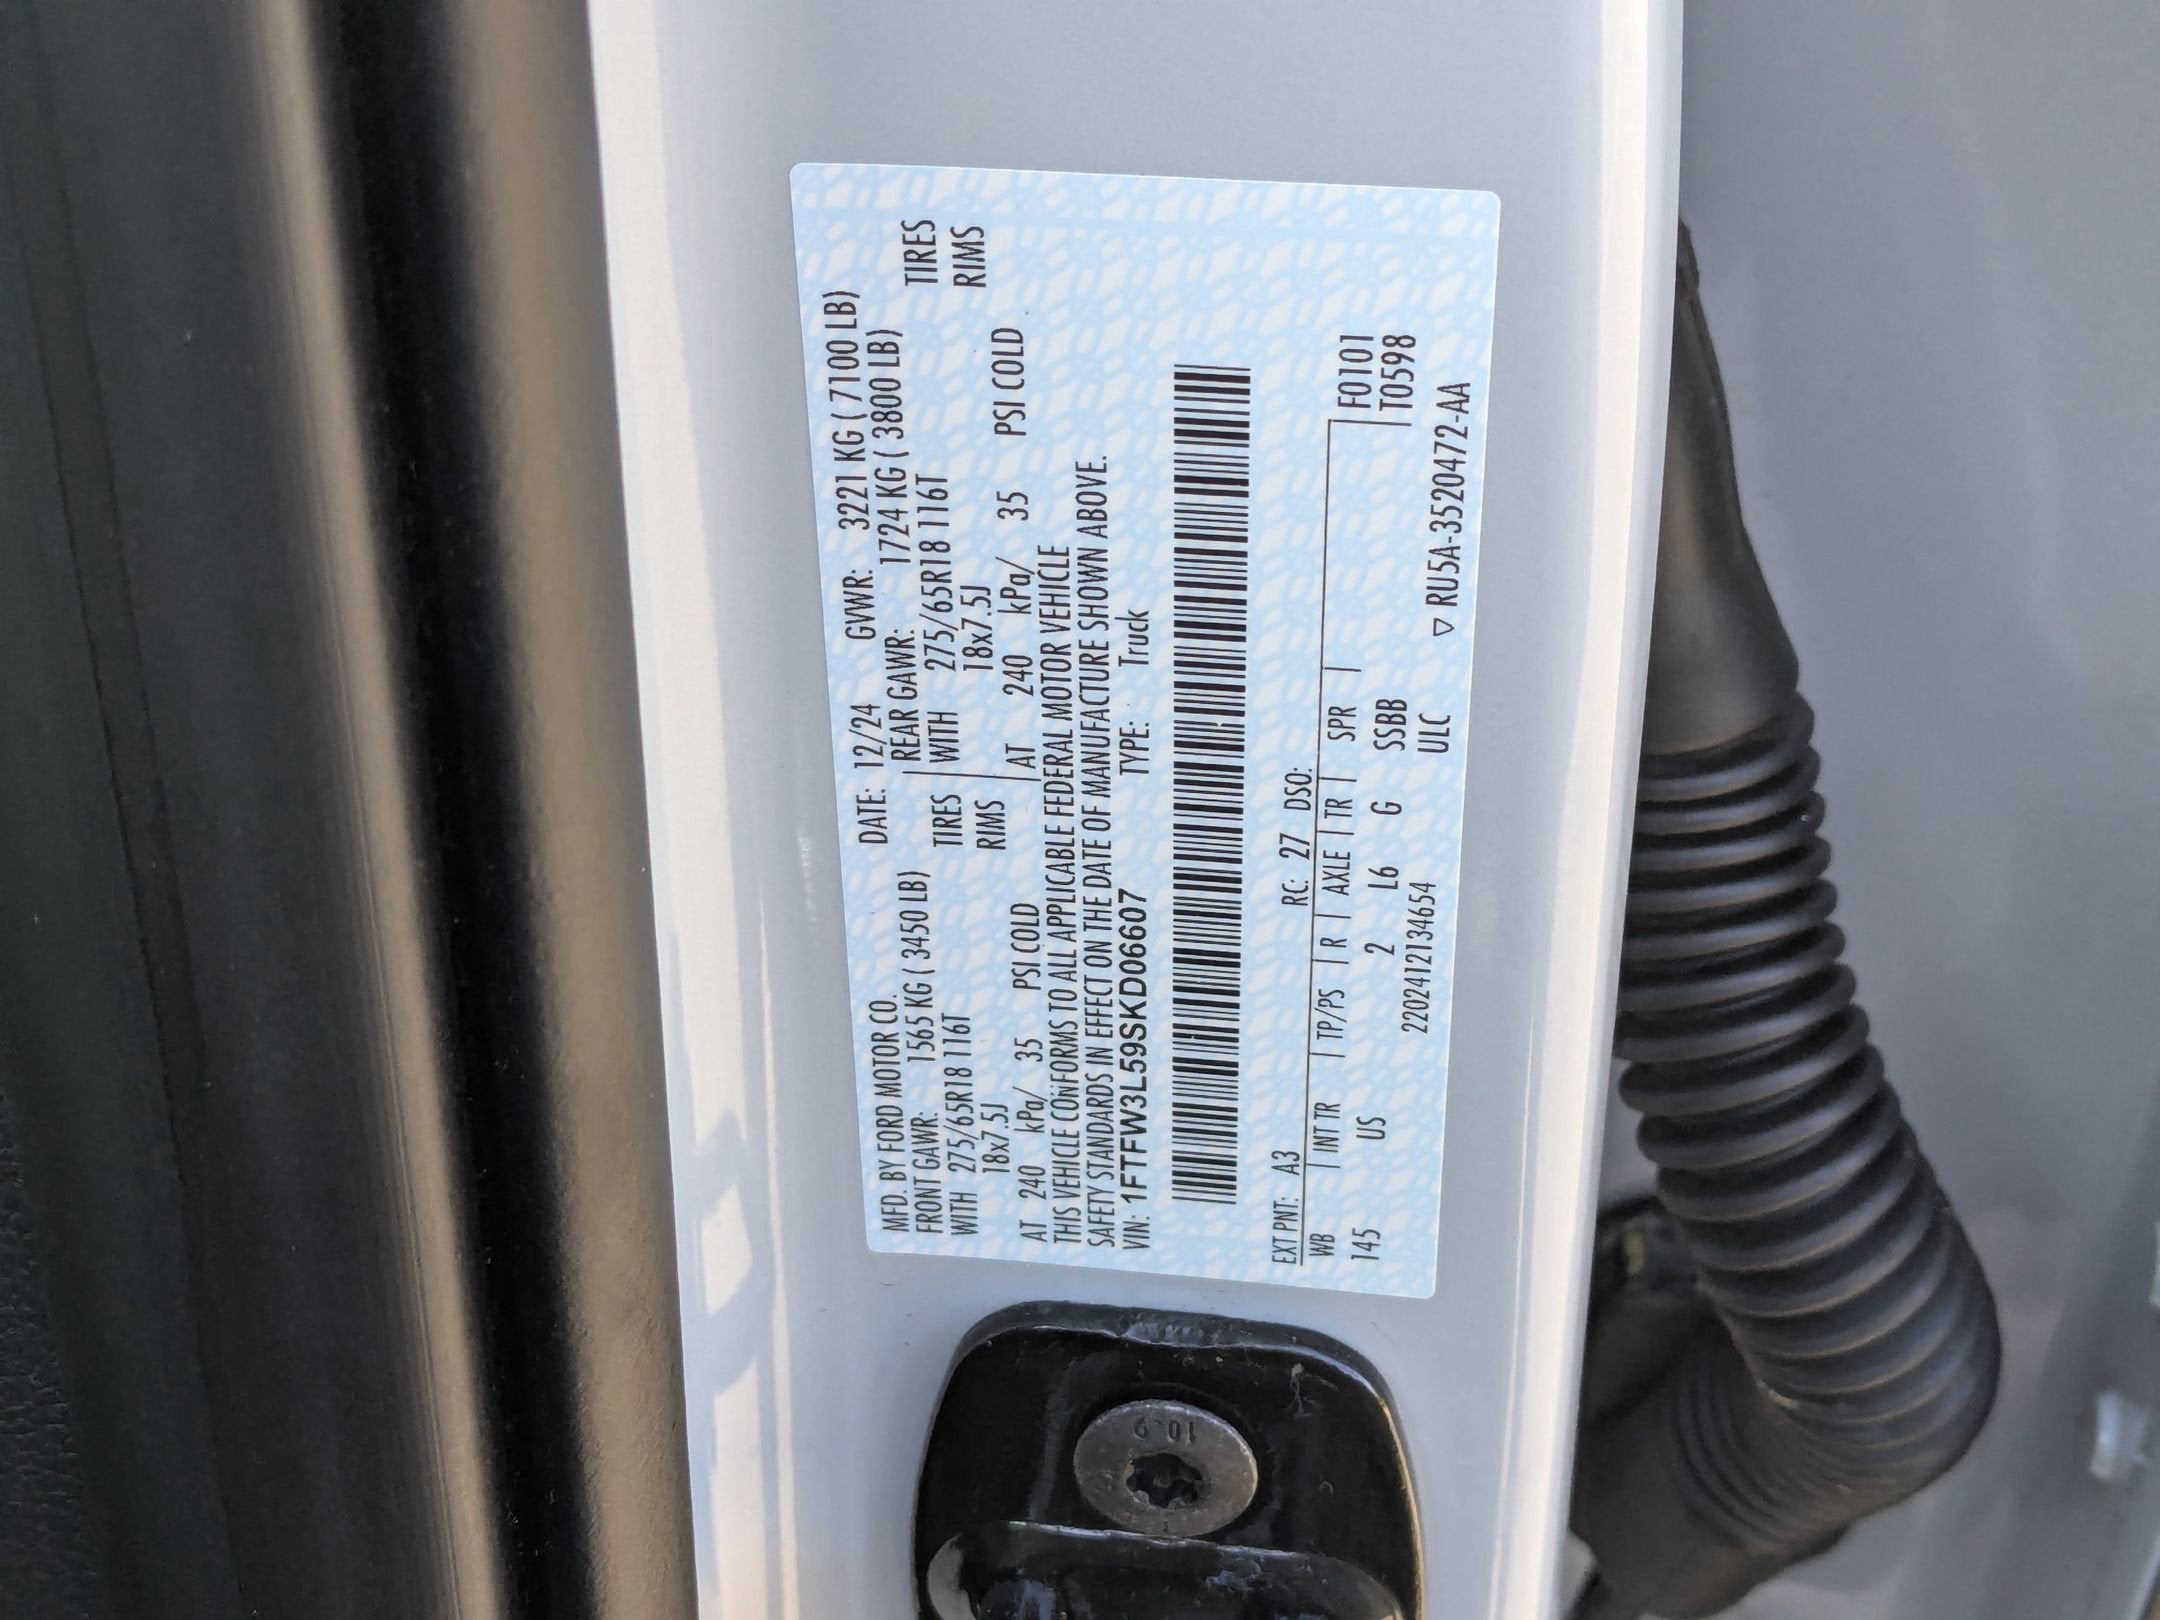 MFD. BY FORD MOTOR CO.
DATE: 12/24 GVWR: 3221 KG ( 7100 LB)
FRONT GAWR: 1565 KG ( 3450 LB) REAR GAWR: 1724 KG ( 3800 LB)
WITH 275/65R18 116T TIRES WITH 275/65R18 116T TIRES
18x7.5J RIMS 18x7.5J RIMS
AT 240 kPa/ 35 PSI COLD AT 240 kPa/ 35 PSI COLD
THIS VEHICLE CONFORMS TO ALL APPLICABLE FEDERAL MOTOR VEHICLE
SAFETY STANDARDS IN EFFECT ON THE DATE OF MANUFACTURE SHOWN ABOVE.
VIN: 1FTFW3L59SKD06607 TYPE: Truck
EXT PNT: A3 RC: 27 DSO:
WB | INT TR | TP/PS | R | AXLE | TR | SPR | F0101
145 US 2 L6 G SSBB T0598
2202412134654 ULC
▽ RU5A-3520472-AA
10.9